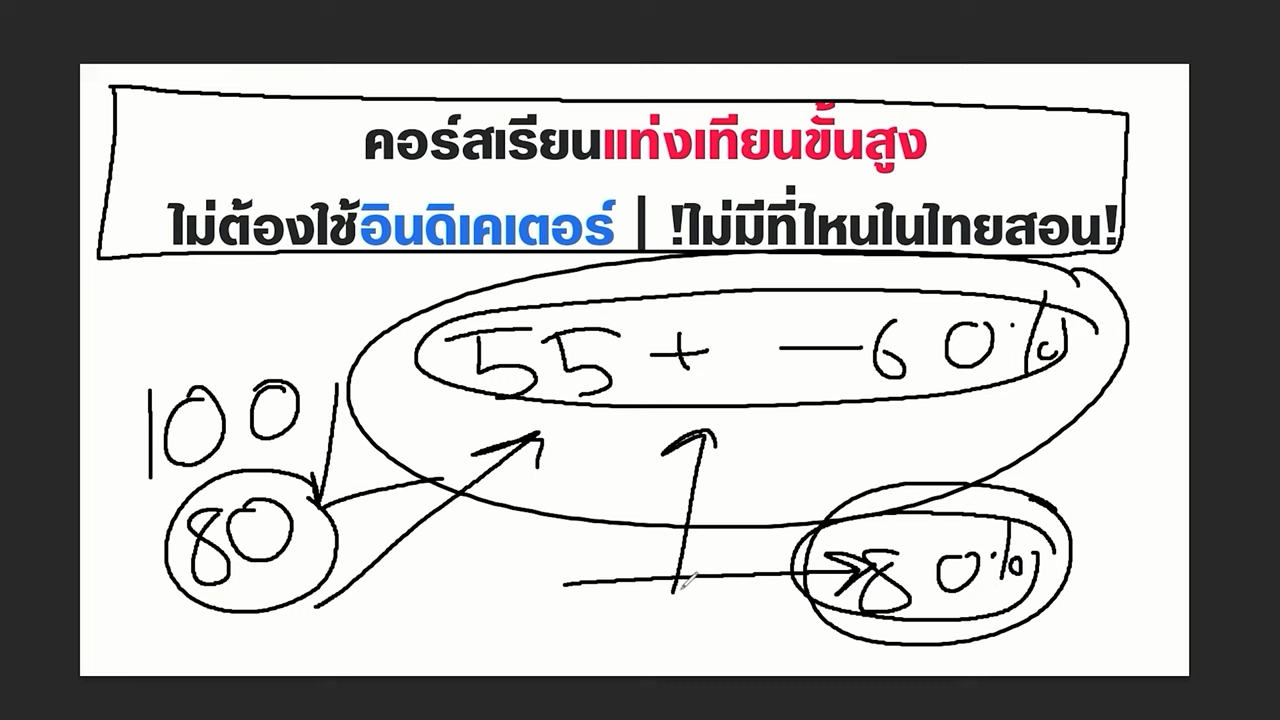 คอร์สเรียนแท่งเทียนขั้นสูง
ไม่ต้องใช้อินดิเคเตอร์ | !ไม่มีที่ไหนในไทยสอน!
55+ - 60%
100
80
80%